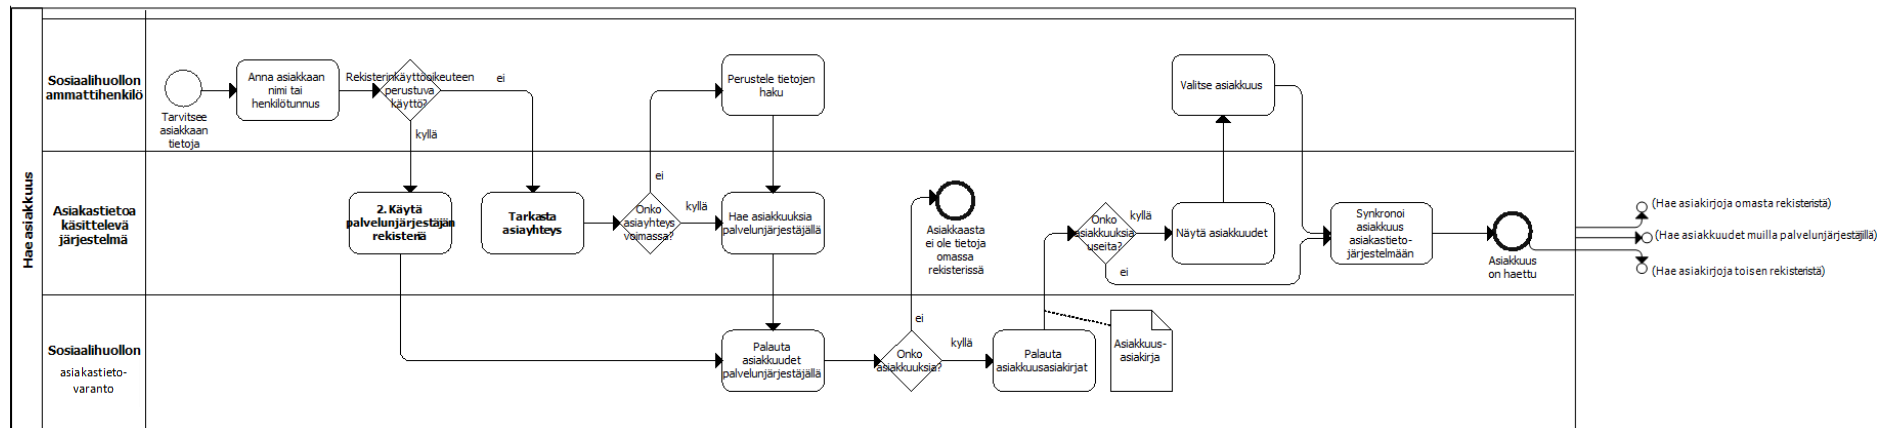 Hae asiakkuus
Sosiaalihuollon
ammattihenkilö
Tarvitsee
asiakkaan
tietoja
Anna asiakkaan
nimi tai
henkilötunnus
Rekisterinkäyttöoikeuteen
perustuva
käyttö?
ei
kyllä
Perustele tietojen
haku
Valitse asiakkuus
Asiakastietoa
käsittelevä
järjestelmä
2. Käytä
palvelunjärjestäjän
rekisteriä
Tarkasta
asiayhteys
Onko
asiayhteys
voimassa?
ei
kyllä
Hae asiakkuuksia
palvelunjärjestäjällä
Asiakkaasta
ei ole tietoja
omassa
rekisterissä
Onko
asiakkuuksia
useita?
kyllä
ei
Näytä asiakkuudet
Synkronoi
asiakkuus
asiakastieto-
järjestelmään
Asiakkuus
on haettu
(Hae asiakirjoja omasta rekisteristä)
(Hae asiakkuudet muilla palvelunjärjestäjillä)
(Hae asiakirjoja toisen rekisteristä)
Sosiaalihuollon
asiakastieto-
varanto
Palauta
asiakkuudet
palvelunjärjestäjällä
Onko
asiakkuuksia?
ei
kyllä
Palauta
asiakkuusasiakirjat
Asiakkuus-
asiakirja